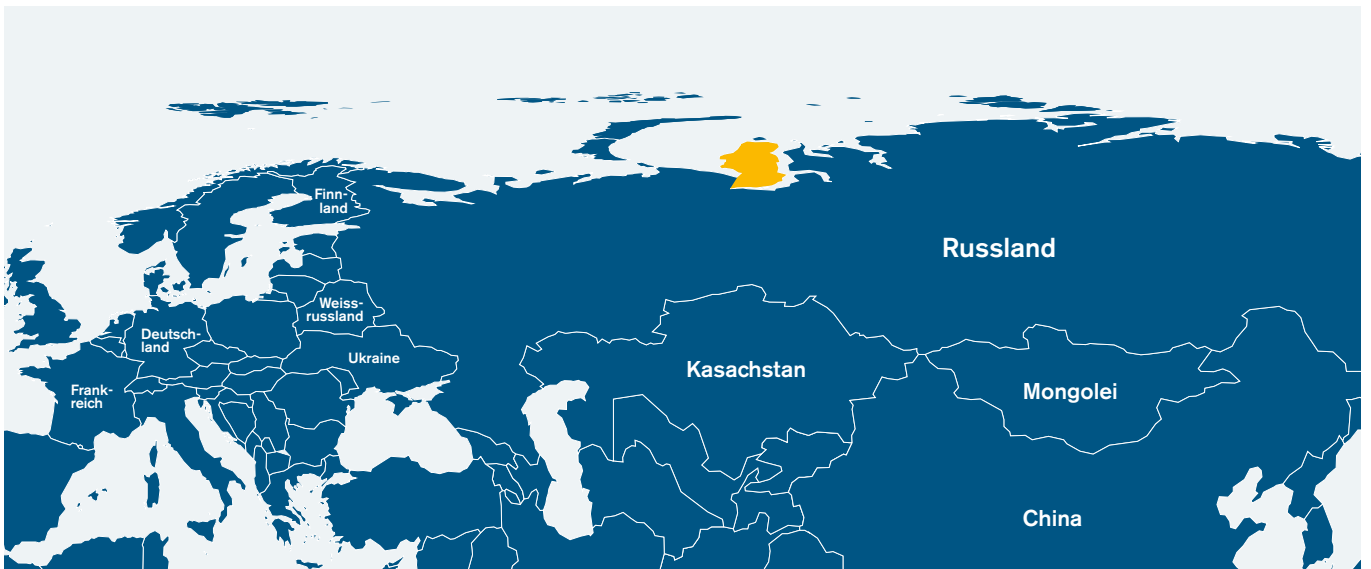 Finn-
land
Russland
Weiss-
russland
Deutsch-
land
Ukraine
Kasachstan
Frank-
reich
Mongolei
China